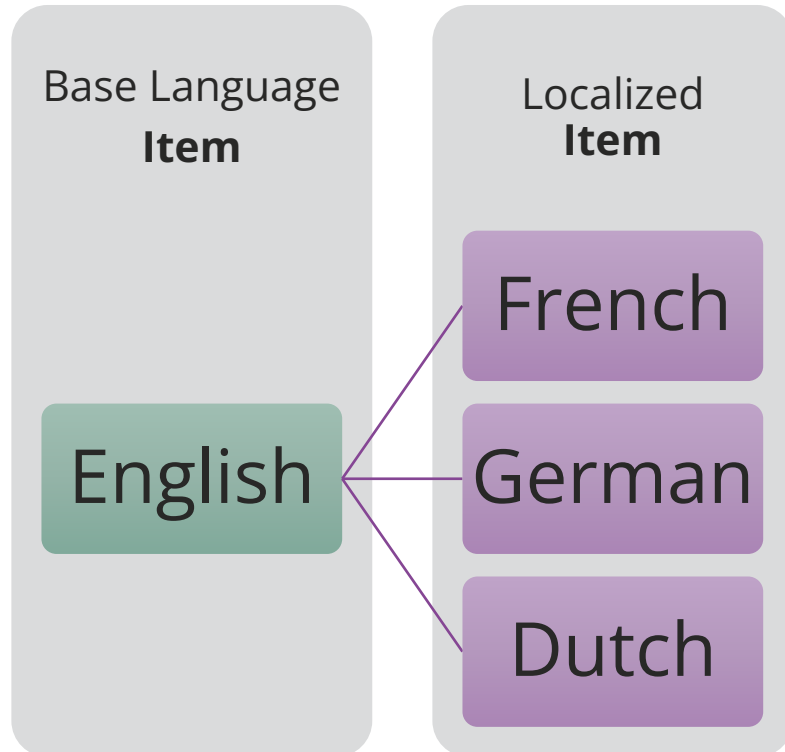 Base Language
Item
English
Localized
Item
French
German
Dutch